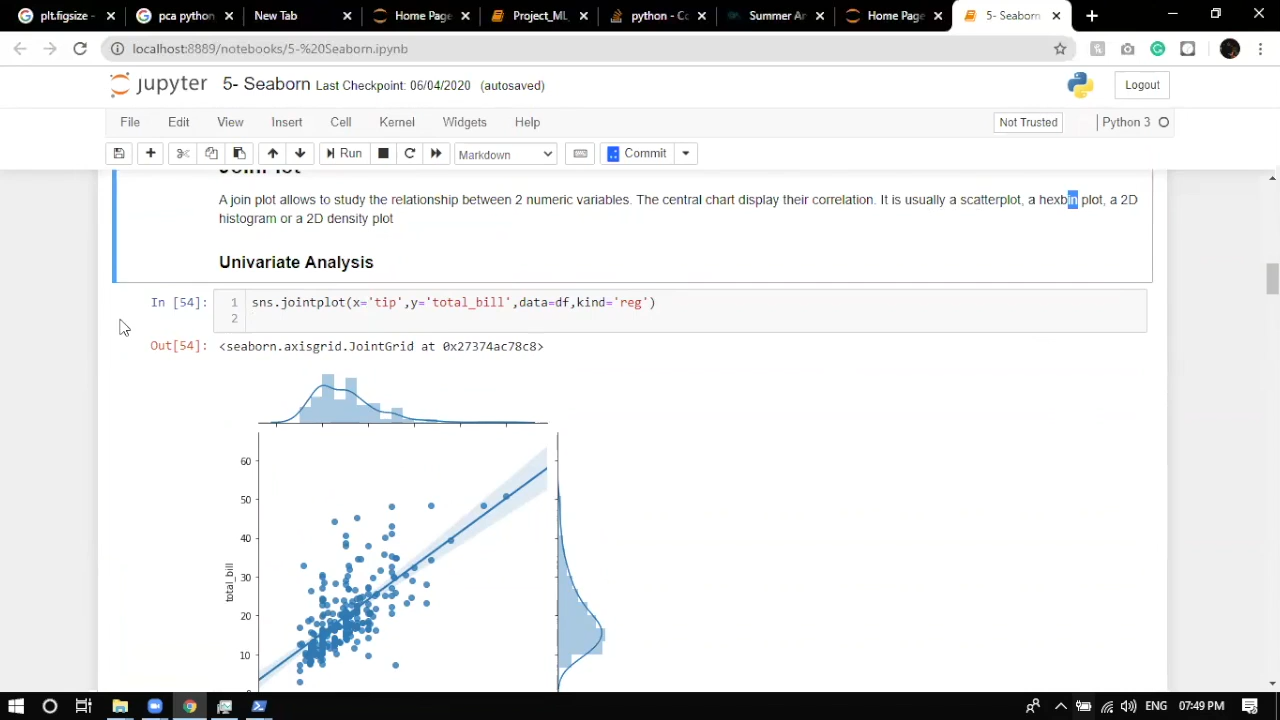 plt.figsize
pca python
New Tab
Home Page
Project_ML
python - Co
Summer Ar
Home Page
5- Seaborn
localhost:8889/notebooks/5-%20Seaborn.ipynb
jupyter 5- Seaborn Last Checkpoint: 06/04/2020 (autosaved)
Logout
File Edit View Insert Cell Kernel Widgets Help
Not Trusted
Python 3
Run
Markdown
Commit
A join plot allows to study the relationship between 2 numeric variables. The central chart display their correlation. It is usually a scatterplot, a hexbin plot, a 2D
histogram or a 2D density plot
Univariate Analysis
In [54]:
1 sns.jointplot(x='tip',y='total_bill',data=df,kind='reg')
2
Out[54]: <seaborn.axisgrid.JointGrid at 0x27374ac78c8>
60
50
40
30
20
10
total_bill
ENG 07:49 PM